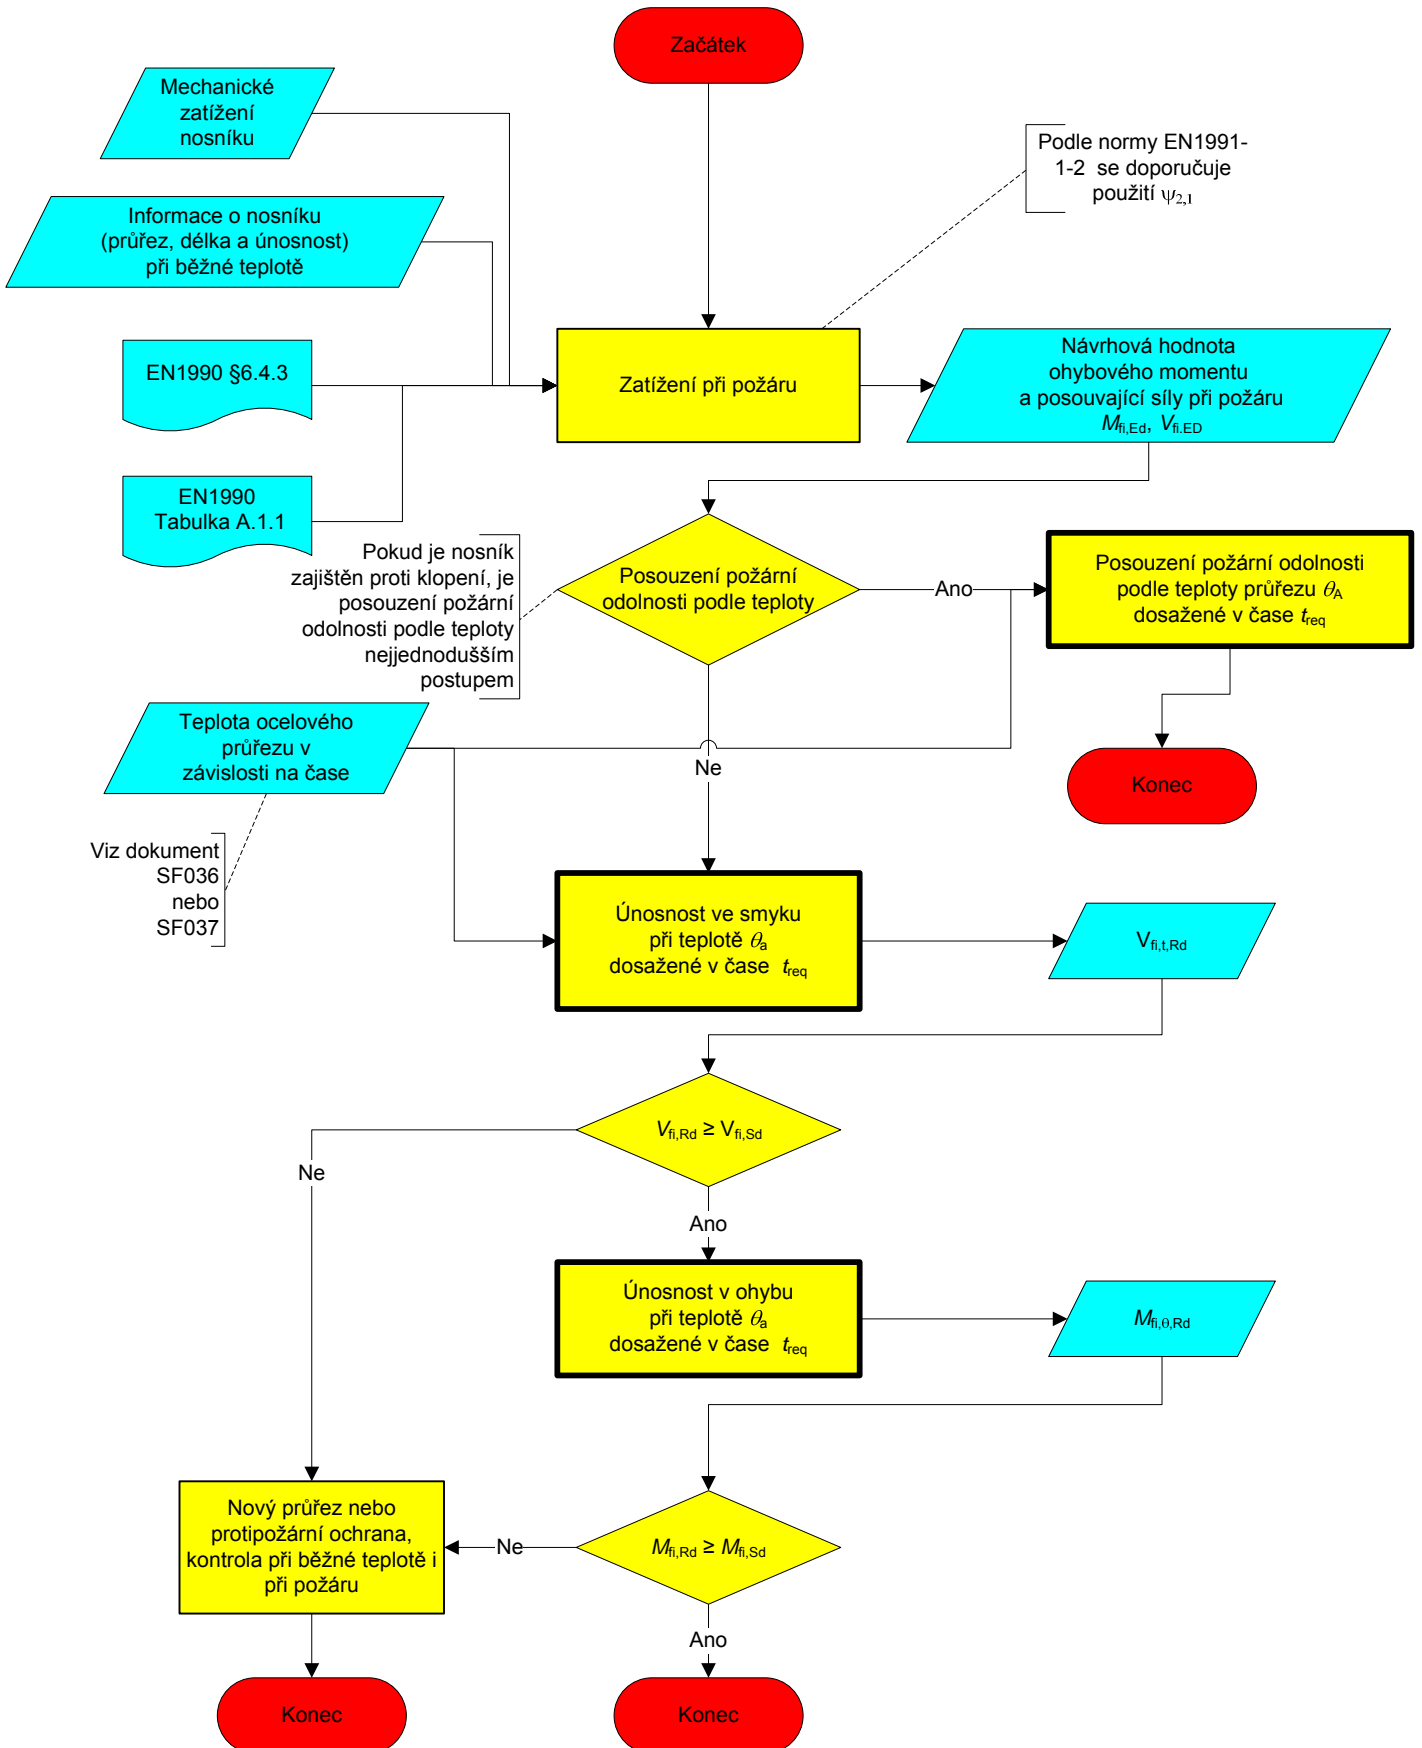 Začátek
Mechanické
zatížení
nosníku
Podle normy EN1991-
1-2 se doporučuje
použití ψ2,1
Informace o nosníku
(průřez, délka a únosnost)
při běžné teplotě
EN1990 §6.4.3
Zatížení při požáru
Návrhová hodnota
ohybového momentu
a posouvající síly při požáru
Mfi,Ed, Vfi.ED
EN1990
Tabulka A.1.1
Pokud je nosník
zajištěn proti klopení, je
posouzení požární
odolnosti podle teploty
nejjednodušším
postupem
Posouzení požární
odolnosti podle teploty
Ano
Posouzení požární odolnosti
podle teploty průřezu θA
dosažené v čase treq
Teplota ocelového
průřezu v
závislosti na čase
Ne
Konec
Viz dokument
SF036
nebo
SF037
Únosnost ve smyku
při teplotě θa
dosažené v čase treq
Vfi,t,Rd
Vfi,Rd ≥ Vfi,Sd
Ne
Ano
Únosnost v ohybu
při teplotě θa
dosažené v čase treq
Mfi,θ,Rd
Nový průřez nebo
protipožární ochrana,
kontrola při běžné teplotě i
při požáru
Ne
Mfi,Rd ≥ Mfi,Sd
Ano
Konec
Konec